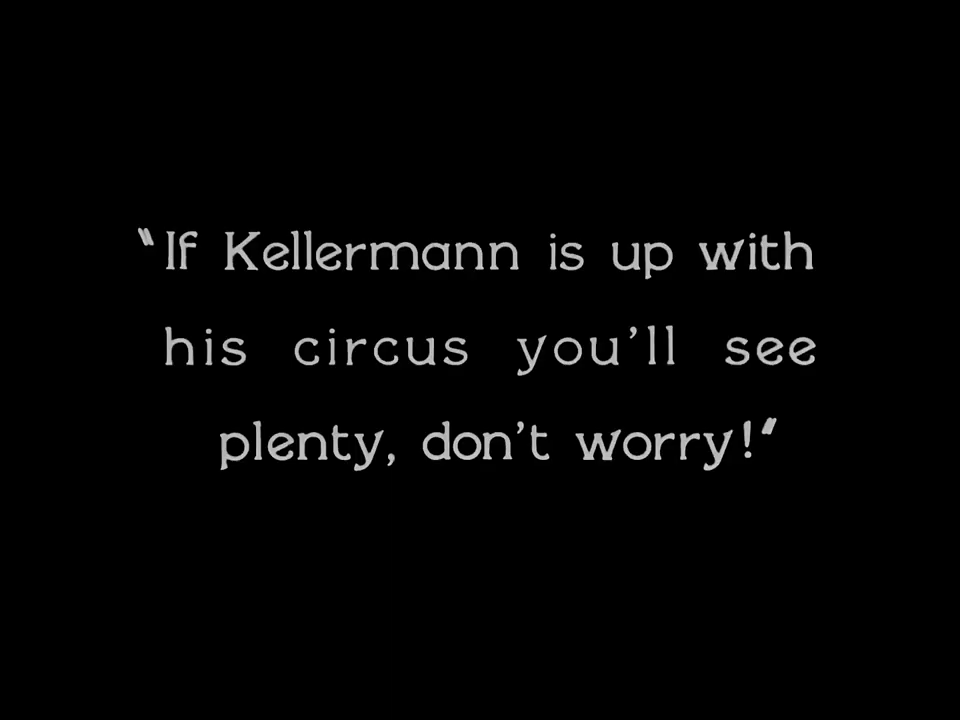 "If Kellermann is up with
his circus you'll see
plenty, don't worry!"